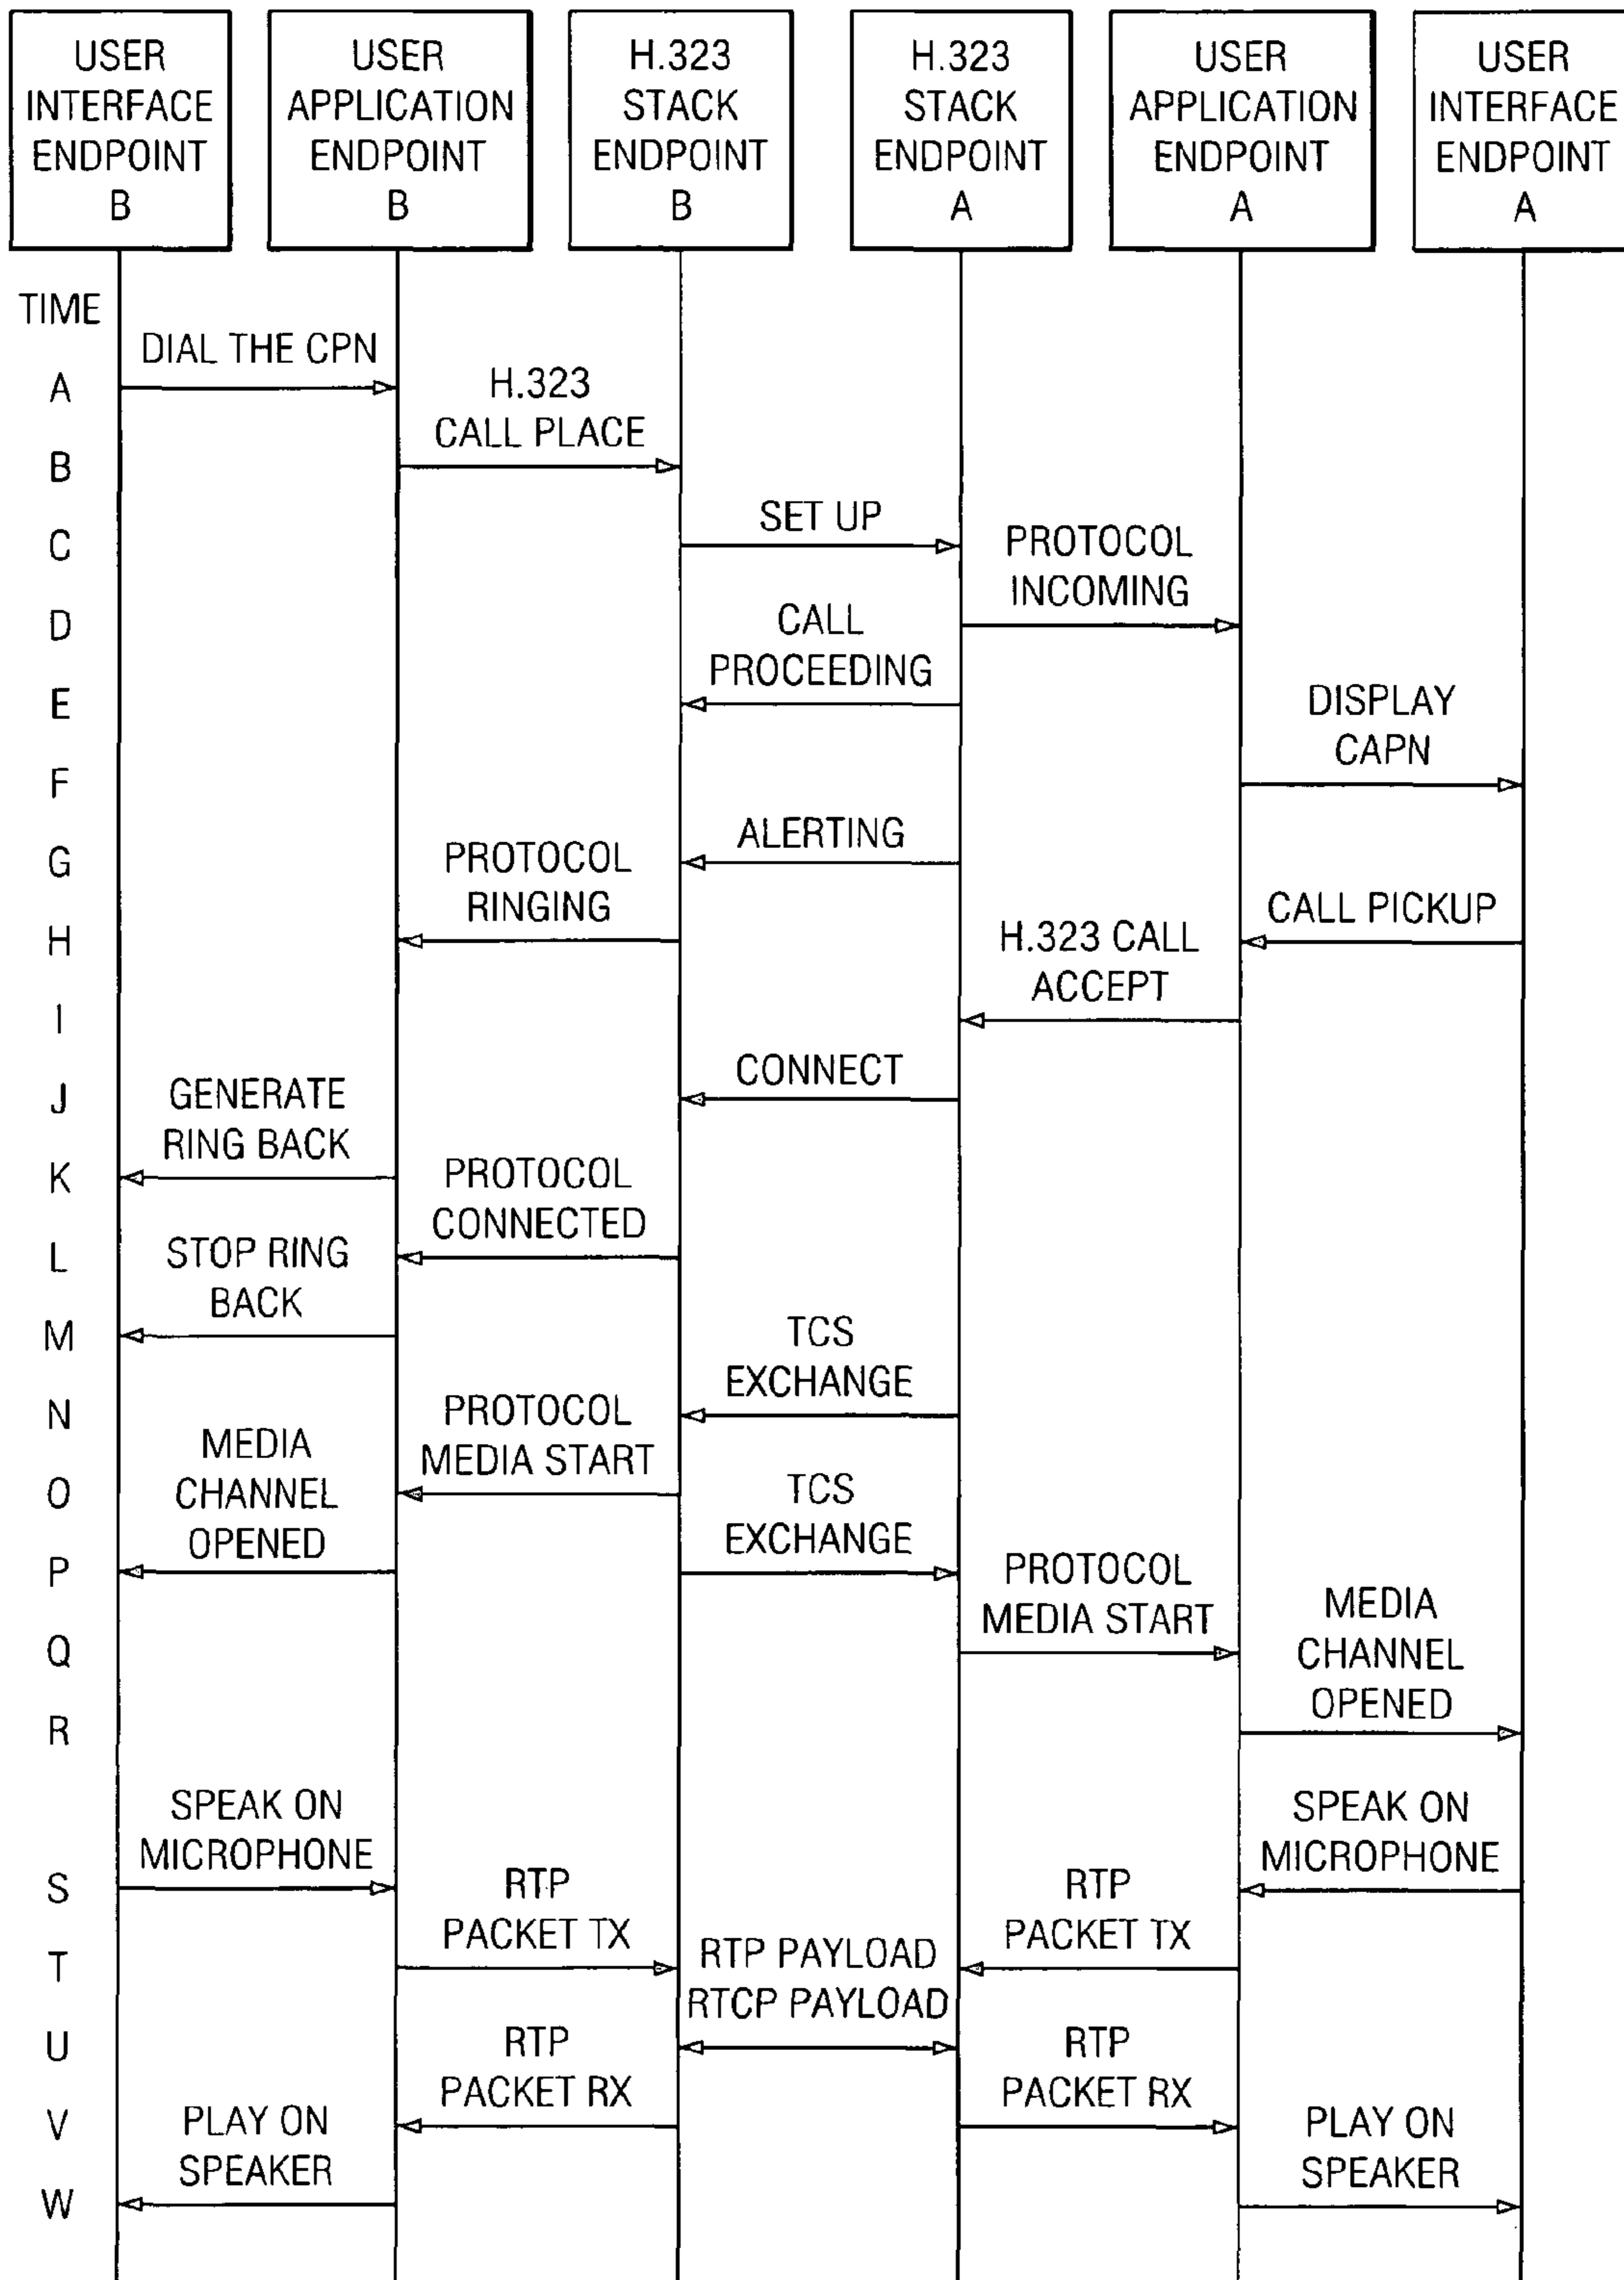 USER
INTERFACE
ENDPOINT
B
USER
APPLICATION
ENDPOINT
B
H.323
STACK
ENDPOINT
B
H.323
STACK
ENDPOINT
A
USER
APPLICATION
ENDPOINT
A
USER
INTERFACE
ENDPOINT
A
TIME
DIAL THE CPN
A
H.323
CALL PLACE
B
SET UP
C
PROTOCOL
INCOMING
D
CALL
PROCEEDING
E
DISPLAY
CAPN
F
ALERTING
G
PROTOCOL
RINGING
CALL PICKUP
H
H.323 CALL
ACCEPT
I
CONNECT
J
GENERATE
RING BACK
K
PROTOCOL
CONNECTED
L
STOP RING
BACK
M
TCS
EXCHANGE
N
PROTOCOL
MEDIA START
O
MEDIA
CHANNEL
OPENED
TCS
EXCHANGE
P
PROTOCOL
MEDIA START
Q
MEDIA
CHANNEL
OPENED
R
SPEAK ON
MICROPHONE
SPEAK ON
MICROPHONE
S
RTP
PACKET TX
RTP
PACKET TX
T
RTP PAYLOAD
RTCP PAYLOAD
U
RTP
PACKET RX
RTP
PACKET RX
V
PLAY ON
SPEAKER
PLAY ON
SPEAKER
W